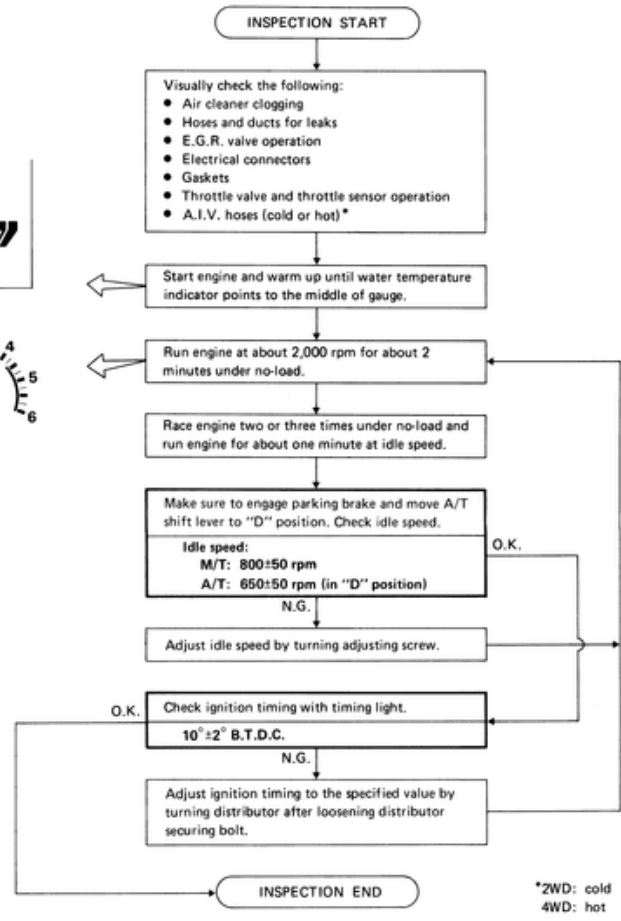 INSPECTION START
Visually check the following:
● Air cleaner clogging
● Hoses and ducts for leaks
● E.G.R. valve operation
● Electrical connectors
● Gaskets
● Throttle valve and throttle sensor operation
● A.I.V. hoses (cold or hot)*
Start engine and warm up until water temperature
indicator points to the middle of gauge.
4
5
6
Run engine at about 2,000 rpm for about 2
minutes under no-load.
Race engine two or three times under no-load and
run engine for about one minute at idle speed.
Make sure to engage parking brake and move A/T
shift lever to "D" position. Check idle speed.
Idle speed:
M/T: 800±50 rpm
A/T: 650±50 rpm (in "D" position)
O.K.
N.G.
Adjust idle speed by turning adjusting screw.
O.K.
Check ignition timing with timing light.
10°±2° B.T.D.C.
N.G.
Adjust ignition timing to the specified value by
turning distributor after loosening distributor
securing bolt.
INSPECTION END
*2WD: cold
4WD: hot